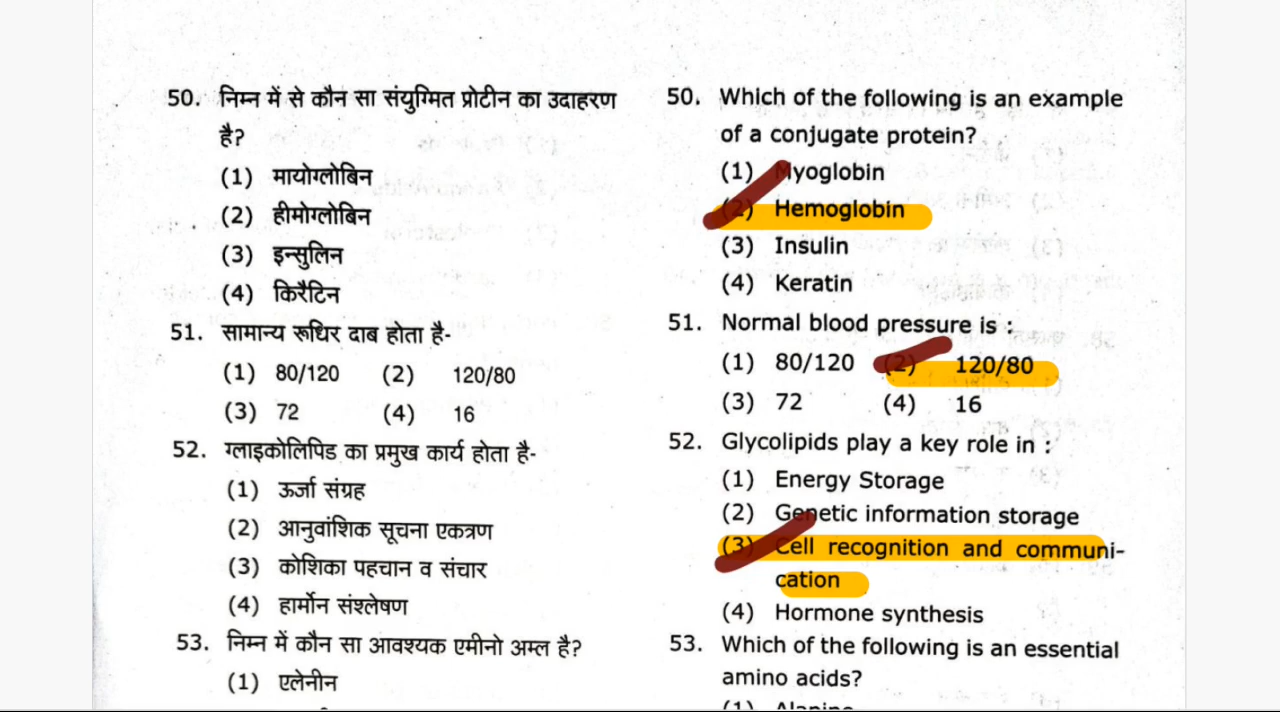 50. निम्न में से कौन सा संयुग्मित प्रोटीन का उदाहरण
है?
(1) मायोग्लोबिन
(2) हीमोग्लोबिन
(3) इन्सुलिन
(4) किरैटिन
51. सामान्य रूधिर दाब होता है-
(1) 80/120 (2) 120/80
(3) 72 (4) 16
52. ग्लाइकोलिपिड का प्रमुख कार्य होता है-
(1) ऊर्जा संग्रह
(2) आनुवांशिक सूचना एकत्रण
(3) कोशिका पहचान व संचार
(4) हार्मोन संश्लेषण
53. निम्न में कौन सा आवश्यक एमीनो अम्ल है?
(1) एलेनीन
50. Which of the following is an example
of a conjugate protein?
(1) Myoglobin
(2) Hemoglobin
(3) Insulin
(4) Keratin
51. Normal blood pressure is :
(1) 80/120 (2) 120/80
(3) 72 (4) 16
52. Glycolipids play a key role in :
(1) Energy Storage
(2) Genetic information storage
(3) Cell recognition and communi-
cation
(4) Hormone synthesis
53. Which of the following is an essential
amino acids?
(1) Alanine